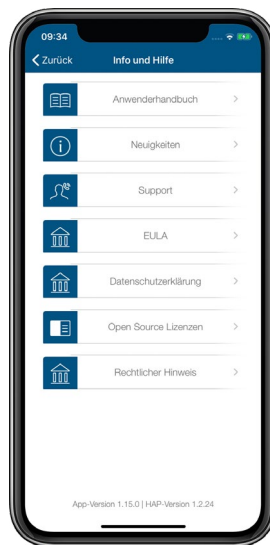 09:34
Zurück
Info und Hilfe
Anwenderhandbuch
Neuigkeiten
Support
EULA
Datenschutzerklärung
Open Source Lizenzen
Rechtlicher Hinweis
App-Version 1.15.0 | HAP-Version 1.2.24